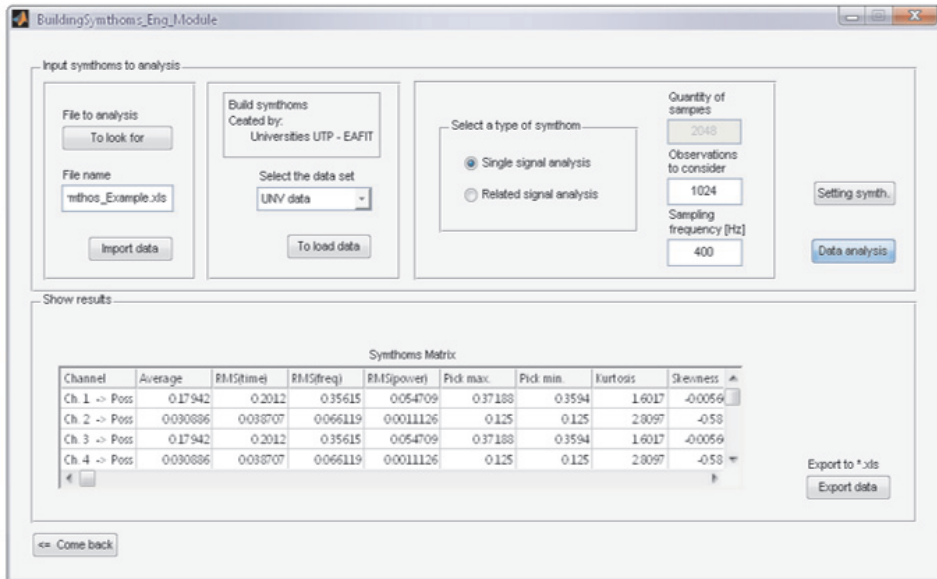 BuildingSymthoms_Eng_Module
Input symthoms to analysis
File to analysis
To look for
File name
mthos_Example.xls
Import data
Build symthoms
Ceated by:
Universities UTP - EAFIT
Select the data set
UNV data
To load data
Select a type of symthom
Single signal analysis
Related signal analysis
Quantity of
samples
2048
Observations
to consider
1024
Sampling
frequency [Hz]
400
Setting symth.
Data analysis
Show results
Symthoms Matrix
Channel Average RMS(time) RMS(freq) RMS(power) Pick max. Pick min. Kurtosis Skewness
Ch. 1 -> Poss 0.17942 0.2012 0.35615 0.054709 0.37188 0.3594 1.6017 -0.0056
Ch. 2 -> Poss 0.030886 0.038707 0.066119 0.0011126 0.125 0.125 2.8097 -0.58
Ch. 3 -> Poss 0.17942 0.2012 0.35615 0.054709 0.37188 0.3594 1.6017 -0.0056
Ch. 4 -> Poss 0.030886 0.038707 0.066119 0.0011126 0.125 0.125 2.8097 -0.58
Export to *.xls
Export data
<= Come back